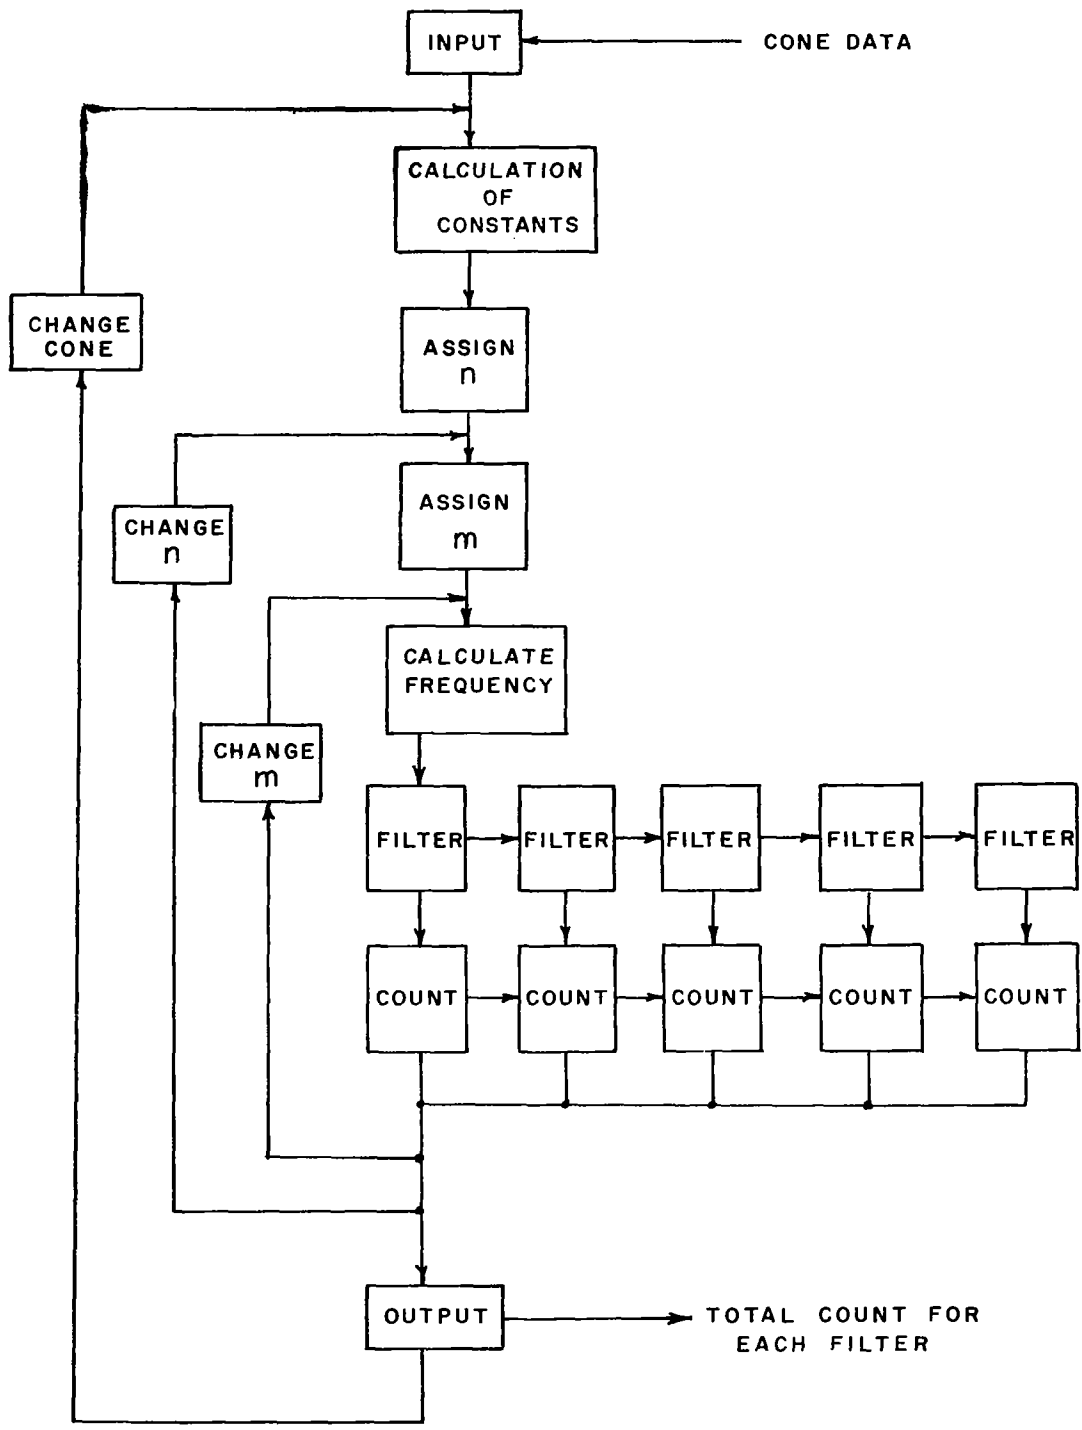 INPUT
CONE DATA
CALCULATION
OF
CONSTANTS
CHANGE
CONE
ASSIGN
n
CHANGE
n
ASSIGN
m
CALCULATE
FREQUENCY
CHANGE
m
FILTER FILTER FILTER FILTER FILTER
COUNT COUNT COUNT COUNT COUNT
OUTPUT
TOTAL COUNT FOR
EACH FILTER